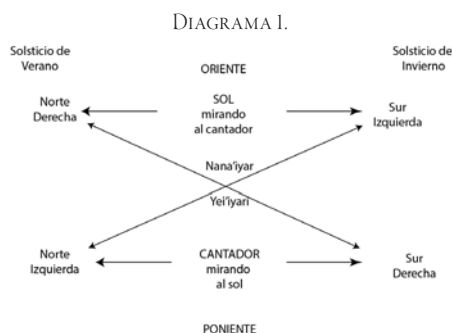 DIAGRAMA 1.
Solsticio de
Verano
ORIENTE
Solsticio de
Invierno
Norte
Derecha
SOL
mirando
al cantador
Sur
Izquierda
Nana'iyar
Yei'iyari
Norte
Izquierda
CANTADOR
mirando
al sol
Sur
Derecha
PONIENTE